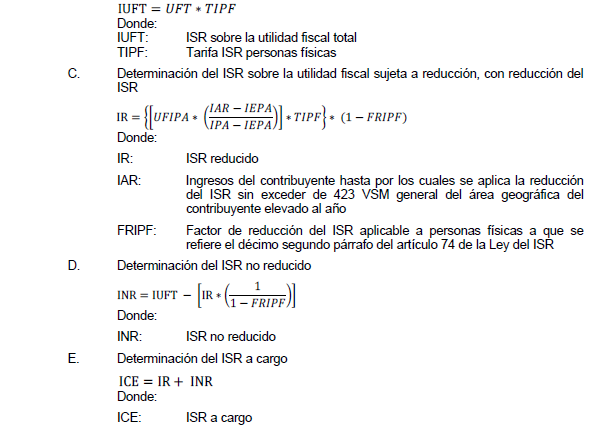 IUFT = UFT * TIPF
Donde:
IUFT: ISR sobre la utilidad fiscal total
TIPF: Tarifa ISR personas físicas
C. Determinación del ISR sobre la utilidad fiscal sujeta a reducción, con reducción del
ISR
IR = {[UFIPA * ((IAR − IEPA)/(IPA − IEPA))] * TIPF} * (1 − FRIPF)
Donde:
IR: ISR reducido
IAR: Ingresos del contribuyente hasta por los cuales se aplica la reducción
del ISR sin exceder de 423 VSM general del área geográfica del
contribuyente elevado al año
FRIPF: Factor de reducción del ISR aplicable a personas físicas a que se
refiere el décimo segundo párrafo del artículo 74 de la Ley del ISR
D. Determinación del ISR no reducido
INR = IUFT − [IR * (1/(1 − FRIPF))]
Donde:
INR: ISR no reducido
E. Determinación del ISR a cargo
ICE = IR + INR
Donde:
ICE: ISR a cargo